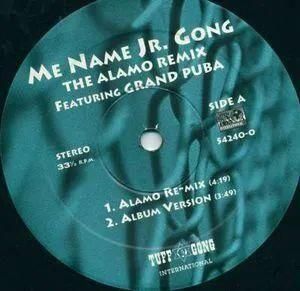 ME NAME JR. GONG
THE ALAMO REMIX
FEATURING GRAND PUBA
SIDE A
STEREO
33⅓ R.P.M.
54240-0
1. ALAMO RE-MIX (4:19)
2. ALBUM VERSION (3:49)
TUFF GONG
INTERNATIONAL